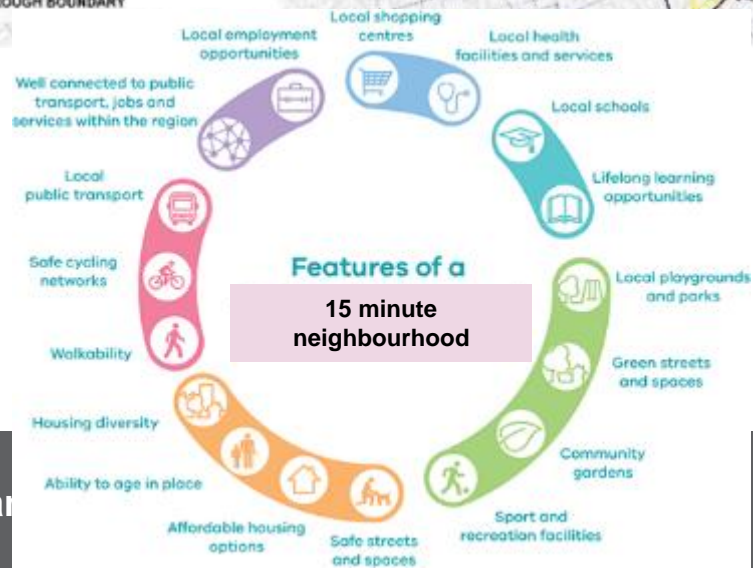 OUGH BOUNDARY
Local shopping
centres
Local health
facilities and services
Local schools
Lifelong learning
opportunities
Local playgrounds
and parks
Green streets
and spaces
Community
gardens
Sport and
recreation facilities
Safe streets
and spaces
Affordable housing
options
Ability to age in place
Housing diversity
Walkability
Safe cycling
networks
Local
public transport
Well connected to public
transport, jobs and
services within the region
Local employment
opportunities
Features of a
15 minute
neighbourhood